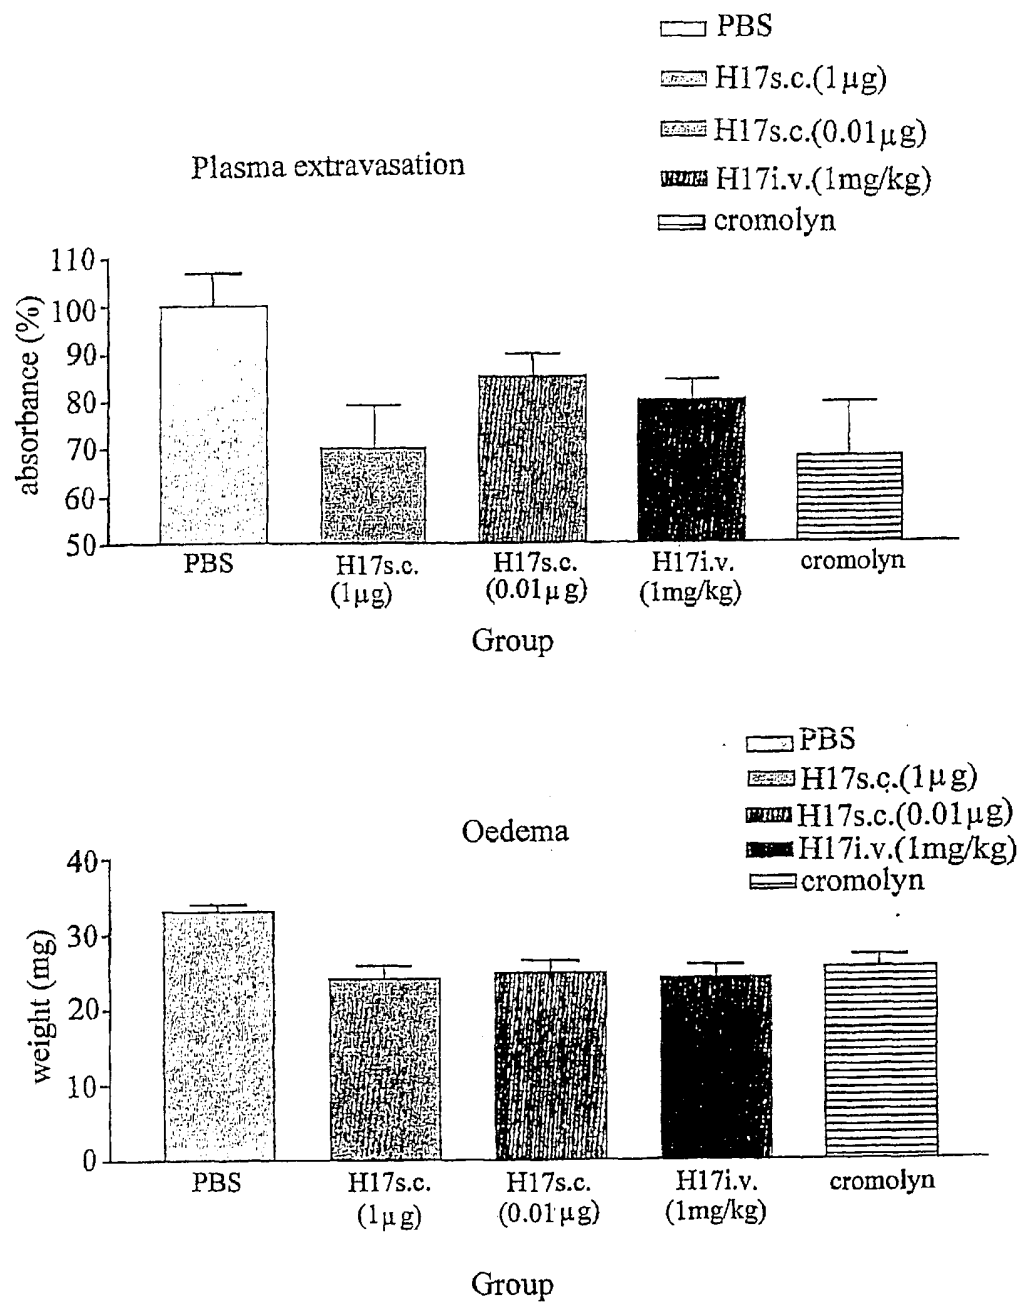 PBS
H17s.c.(1μg)
H17s.c.(0.01μg)
H17i.v.(1mg/kg)
cromolyn
Plasma extravasation
absorbance (%)
110
100
90
80
70
60
50
PBS H17s.c. H17s.c. H17i.v. cromolyn
(1μg) (0.01μg) (1mg/kg)
Group
PBS
H17s.c.(1μg)
H17s.c.(0.01μg)
H17i.v.(1mg/kg)
cromolyn
Oedema
weight (mg)
40
30
20
10
0
PBS H17s.c. H17s.c. H17i.v. cromolyn
(1μg) (0.01μg) (1mg/kg)
Group